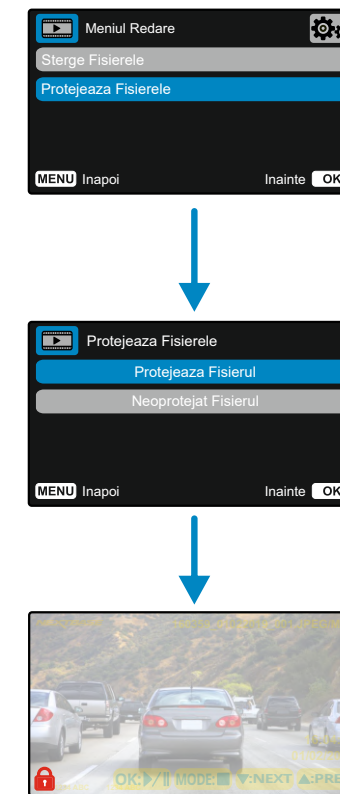 Meniul Redare
Sterge Fisierele
Protejeaza Fisierele
MENU Inapoi Inainte OK
Protejeaza Fisierele
Protejeaza Fisierul
Neoprotejat Fisierul
MENU Inapoi Inainte OK
OK:▶/|| MODE:■ ▼:NEXT ▲:PRE